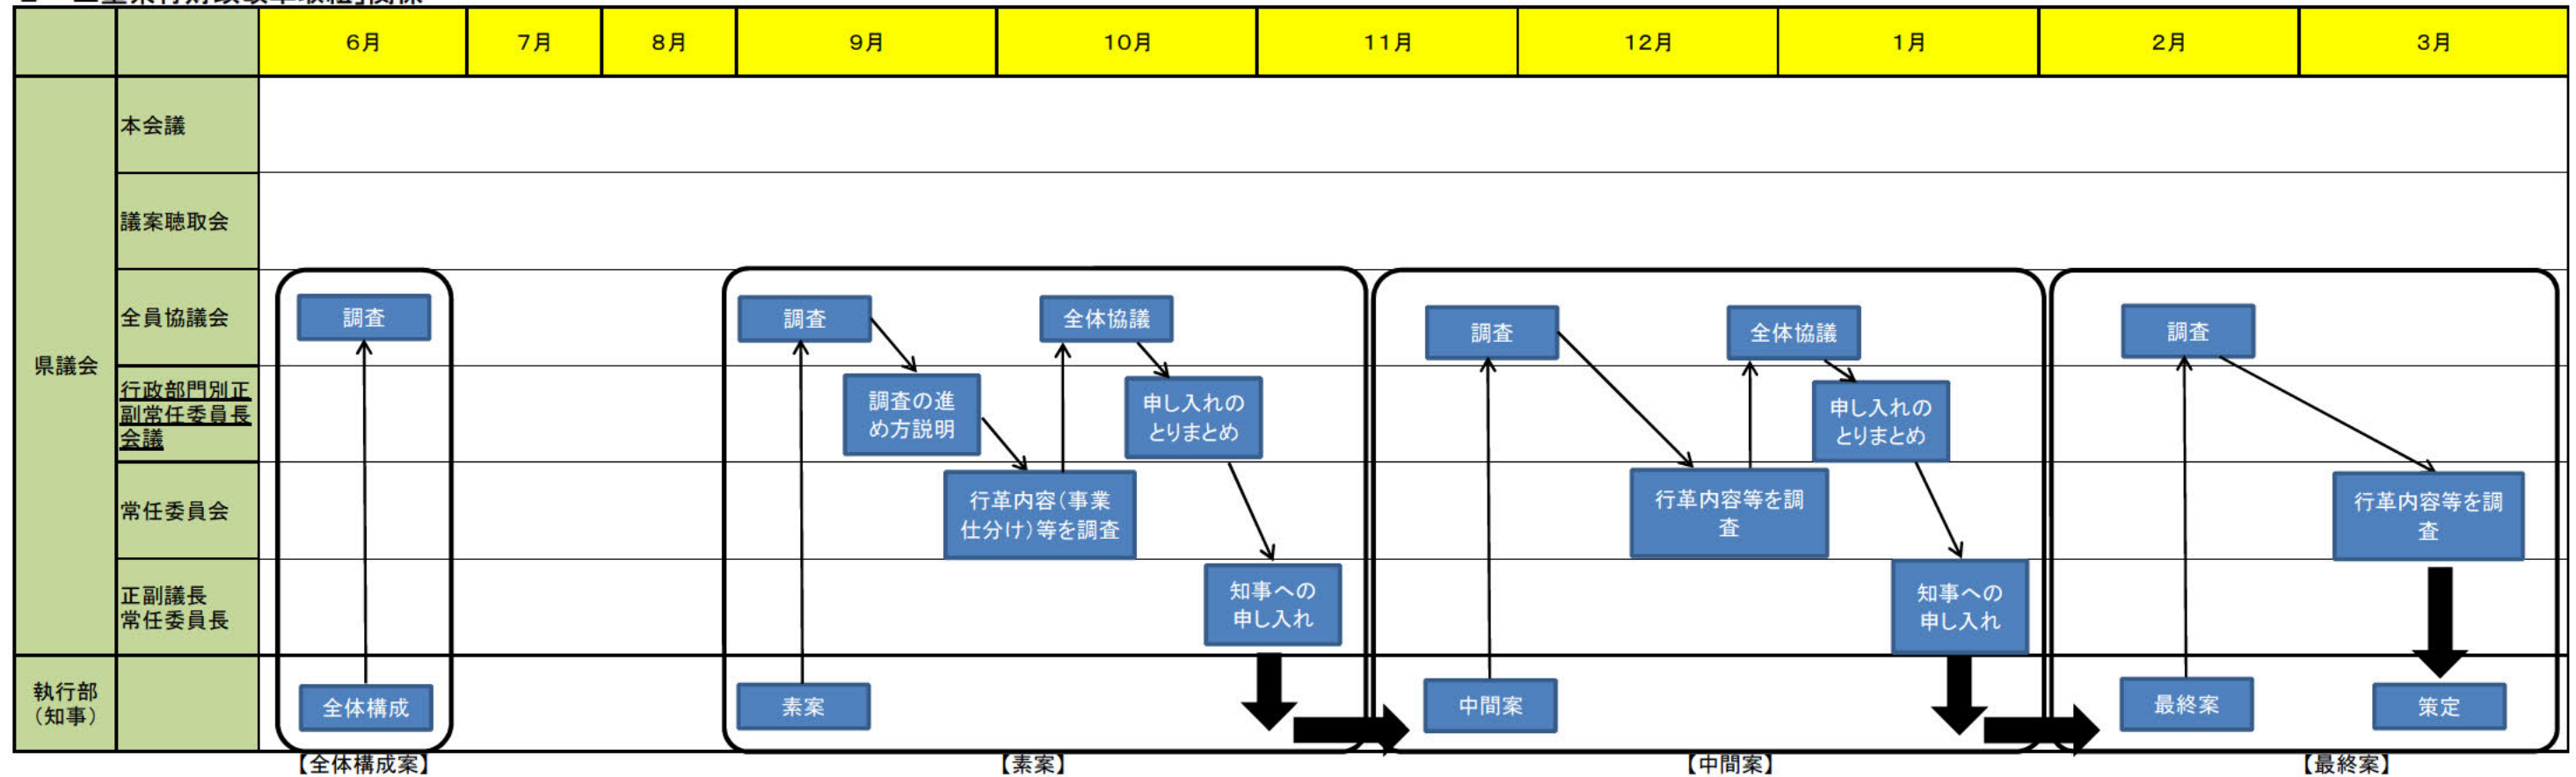 6月 7月 8月 9月 10月 11月 12月 1月 2月 3月
県議会
本会議
議案聴取会
全員協議会
調査 調査 全体協議 調査 全体協議 調査
行政部門別正
副常任委員長
会議
調査の進
め方説明
申し入れの
とりまとめ
申し入れの
とりまとめ
常任委員会
行革内容(事業
仕分け)等を調査
行革内容等を調
査
行革内容等を調
査
正副議長
常任委員長
知事への
申し入れ
知事への
申し入れ
執行部
(知事)
全体構成 素案 中間案 最終案 策定
【全体構成案】 【素案】 【中間案】 【最終案】